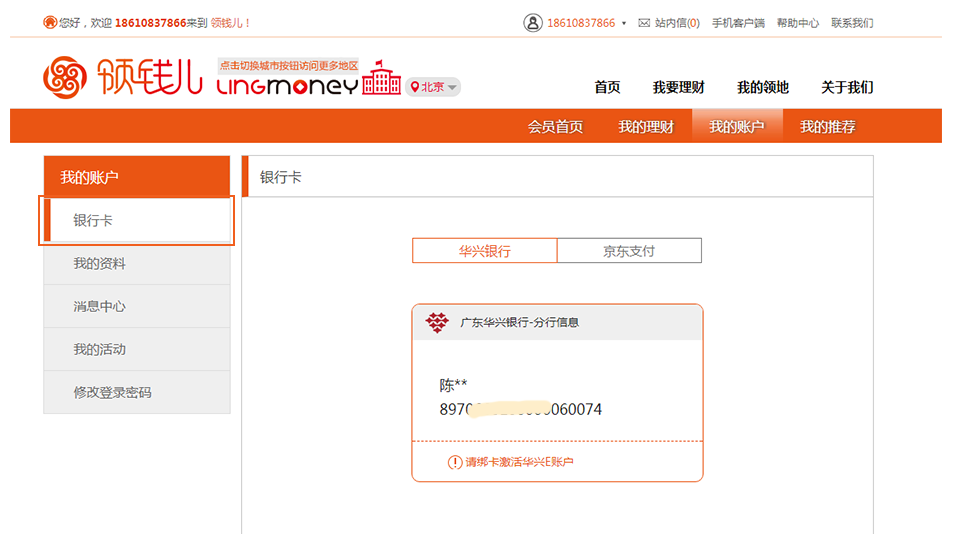 您好，欢迎 18610837866来到 领钱儿！
18610837866 站内信(0) 手机客户端 帮助中心 联系我们
领钱儿
点击切换城市按钮访问更多地区
LINGMONEY
北京
首页 我要理财 我的领地 关于我们
会员首页 我的理财 我的账户 我的推荐
我的账户
银行卡
我的资料
消息中心
我的活动
修改登录密码
银行卡
华兴银行 京东支付
广东华兴银行-分行信息
陈**
897 060074
请绑卡激活华兴E账户